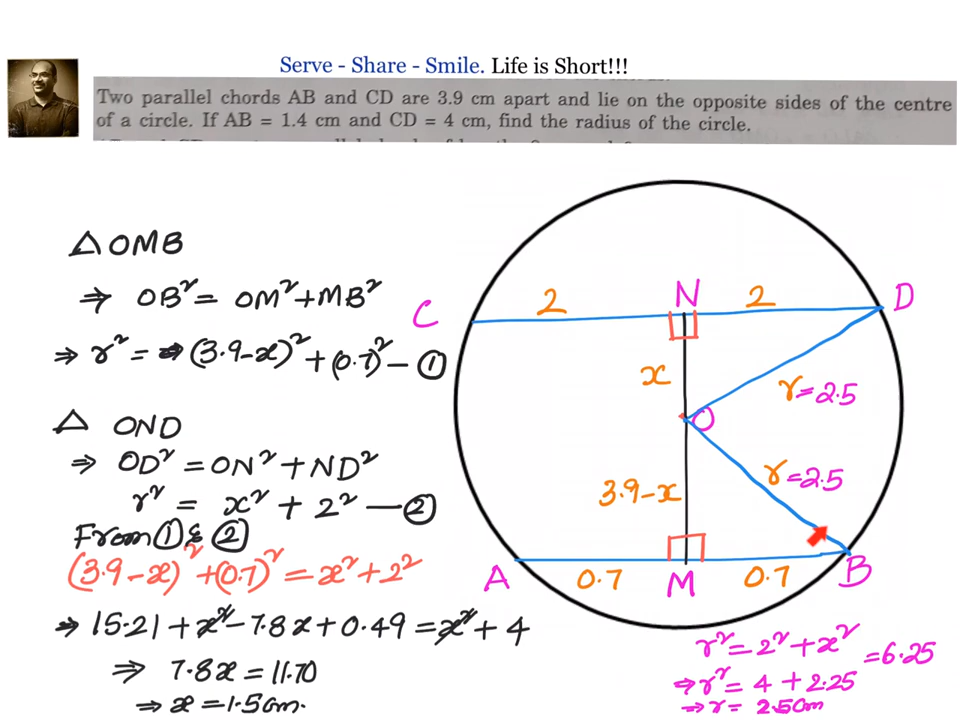 Serve - Share - Smile. Life is Short!!!
Two parallel chords AB and CD are 3.9 cm apart and lie on the opposite sides of the centre
of a circle. If AB = 1.4 cm and CD = 4 cm, find the radius of the circle.
△ OMB
⇒ OB² = OM² + MB²
⇒ r² = ⇒ (3.9-x)² + (0.7)² - ①
△ OND
⇒ OD² = ON² + ND²
r² = x² + 2² — ②
From ① & ②
(3.9-x)² + (0.7)² = x² + 2²
⇒ 15.21 + x² - 7.8x + 0.49 = x² + 4
⇒ 7.8x = 11.70
⇒ x = 1.5cm.
C 2 N 2 D
x
O
r=2.5
r=2.5
3.9-x
A 0.7 M 0.7 B
r² = 2² + x² = 6.25
⇒ r² = 4 + 2.25
⇒ r = 2.5cm